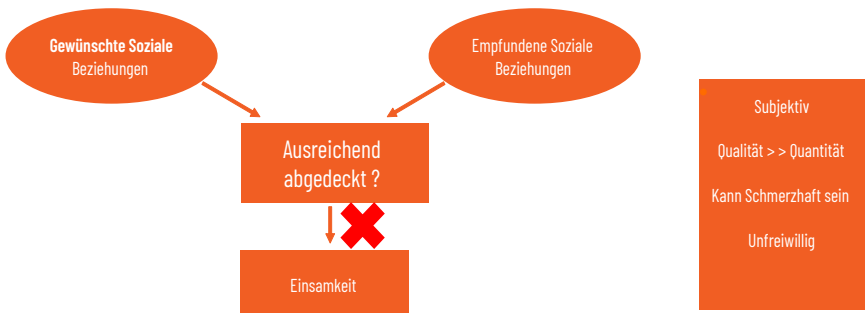 Gewünschte Soziale
Beziehungen
Empfundene Soziale
Beziehungen
Ausreichend
abgedeckt ?
Einsamkeit
Subjektiv
Qualität > > Quantität
Kann Schmerzhaft sein
Unfreiwillig